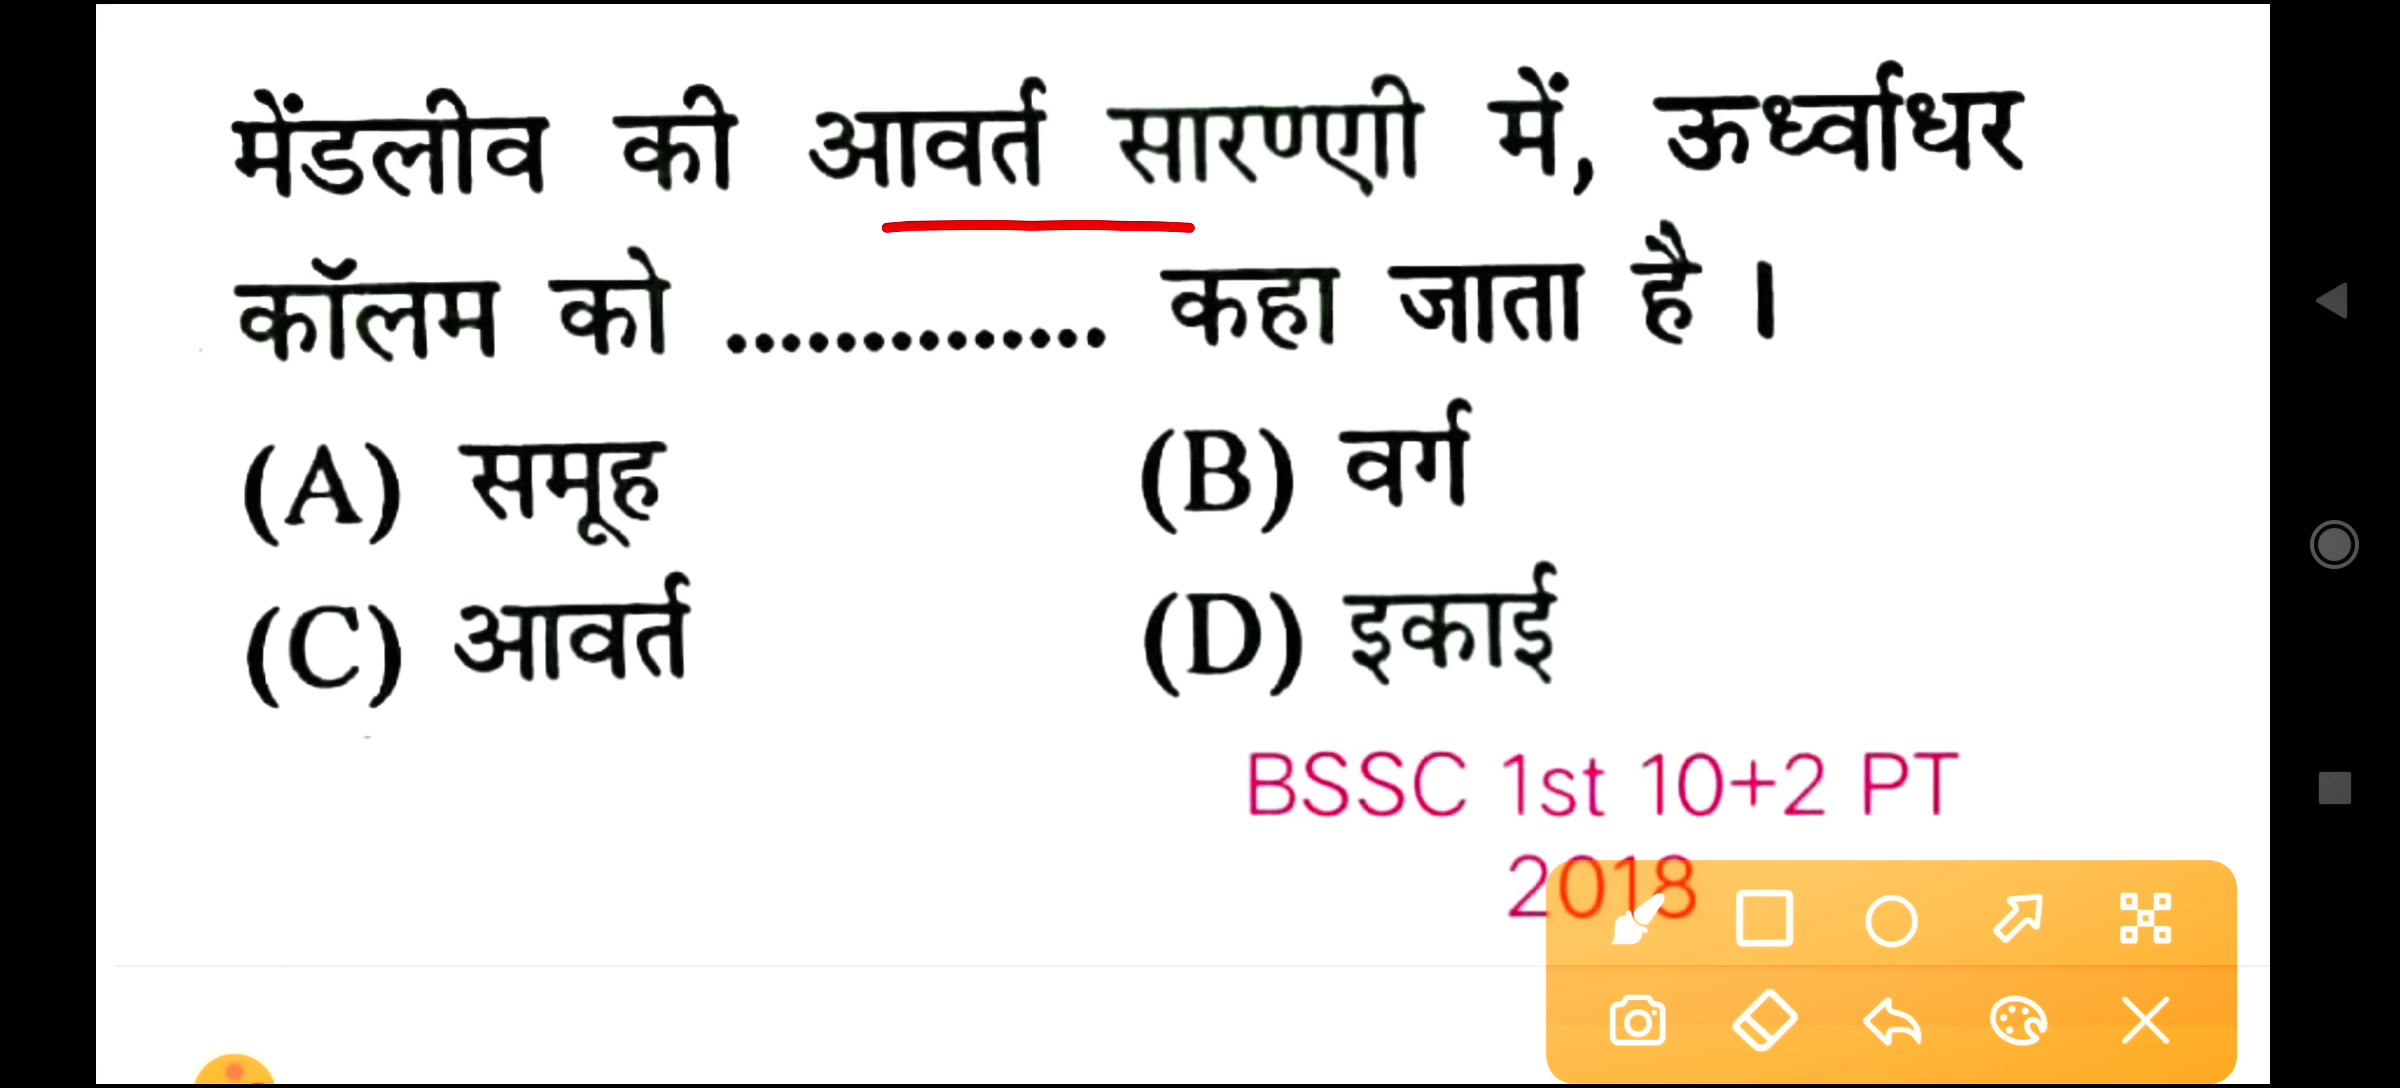 मेंडलीव की आवर्त सारण्णी में, ऊर्ध्वाधर
कॉलम को .............. कहा जाता है ।
(A) समूह (B) वर्ग
(C) आवर्त (D) इकाई
BSSC 1st 10+2 PT
2018